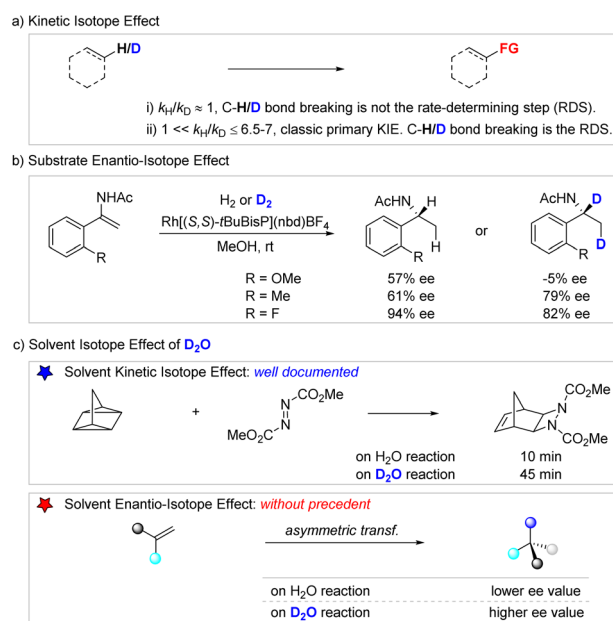 a) Kinetic Isotope Effect
H/D
FG
i) kH/kD ≈ 1, C-H/D bond breaking is not the rate-determining step (RDS).
ii) 1 << kH/kD ≤ 6.5-7, classic primary KIE. C-H/D bond breaking is the RDS.
b) Substrate Enantio-Isotope Effect
NHAc
R
H2 or D2
Rh[(S,S)-tBuBisP](nbd)BF4
MeOH, rt
AcHN H
H
R
or
AcHN D
D
R
R = OMe 57% ee -5% ee
R = Me 61% ee 79% ee
R = F 94% ee 82% ee
c) Solvent Isotope Effect of D2O
Solvent Kinetic Isotope Effect: well documented
+
CO2Me
N
N
MeO2C
CO2Me
N
N
CO2Me
on H2O reaction 10 min
on D2O reaction 45 min
Solvent Enantio-Isotope Effect: without precedent
asymmetric transf.
on H2O reaction lower ee value
on D2O reaction higher ee value